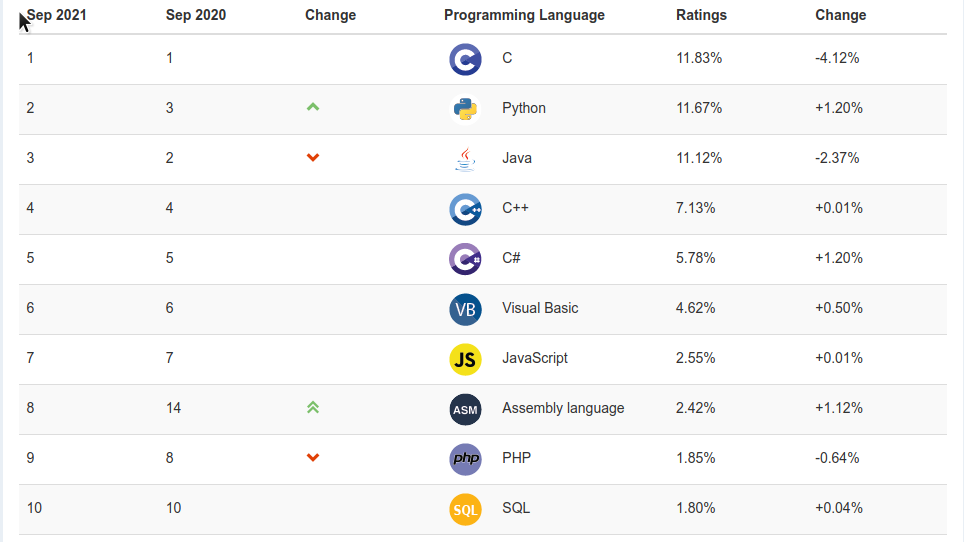 Sep 2021 Sep 2020 Change Programming Language Ratings Change
1 1 C C 11.83% -4.12%
2 3 Python 11.67% +1.20%
3 2 Java 11.12% -2.37%
4 4 C++ C++ 7.13% +0.01%
5 5 C# C# 5.78% +1.20%
6 6 VB Visual Basic 4.62% +0.50%
7 7 JS JavaScript 2.55% +0.01%
8 14 ASM Assembly language 2.42% +1.12%
9 8 php PHP 1.85% -0.64%
10 10 SQL SQL 1.80% +0.04%